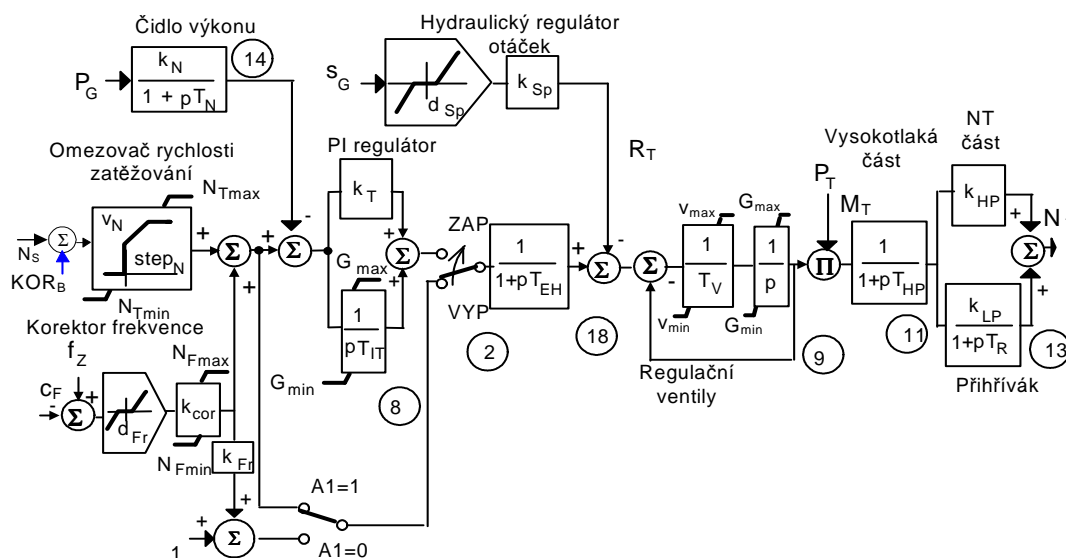 Čidlo výkonu
P_G
k_N
1 + pT_N
14
Hydraulický regulátor
otáček
s_G
d_Sp
k_Sp
Omezovač rychlosti
zatěžování
N_Tmax
v_N
step_N
N_Tmin
N_S
Σ
KOR_B
+
Σ
+
-
+
Σ
PI regulátor
k_T
G_max
1
pT_IT
G_min
+
Σ
+
8
ZAP
VYP
1
1+pT_EH
2
+
Σ
-
18
R_T
Σ
-
v_max
1
T_V
v_min
G_max
1
p
G_min
Regulační
ventily
9
P_T
Π
M_T
Vysokotlaká
část
1
1+pT_HP
11
NT
část
k_HP
k_LP
1+pT_R
Přihřívák
13
+
Σ
+
N
Korektor frekvence
f_Z
c_F
+
-
Σ
d_Fr
N_Fmax
k_cor
N_Fmin
k_Fr
+
+
Σ
1
A1=1
A1=0